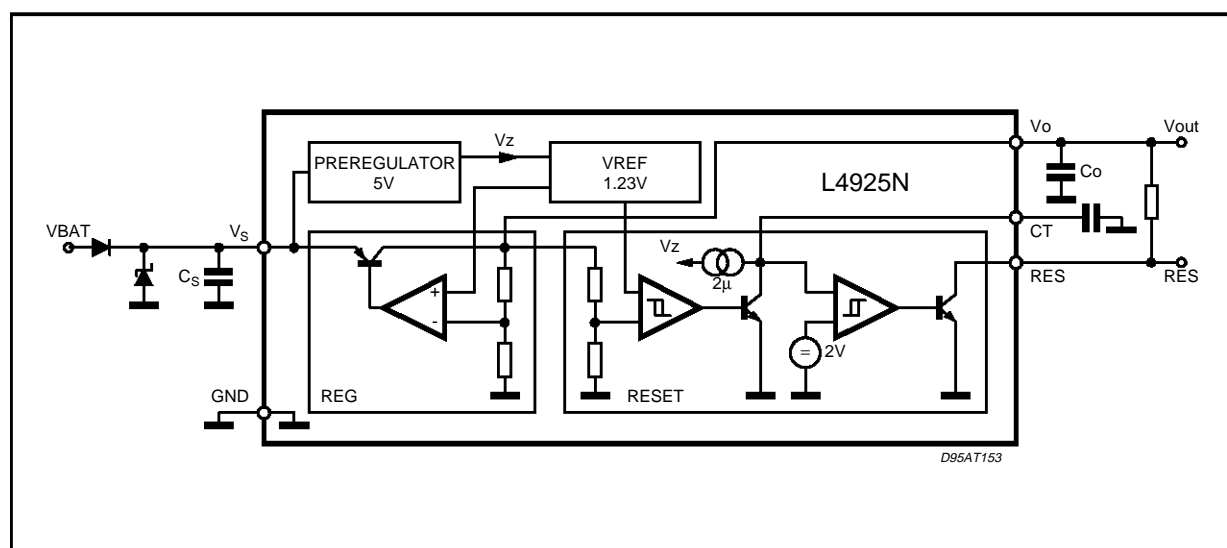 Vo
Vout
Vz
PREREGULATOR
5V
VREF
1.23V
L4925N
Co
VBAT
VS
CT
Vz
CS
+
-
2µ
RES
RES
=
2V
GND
REG
RESET
D95AT153